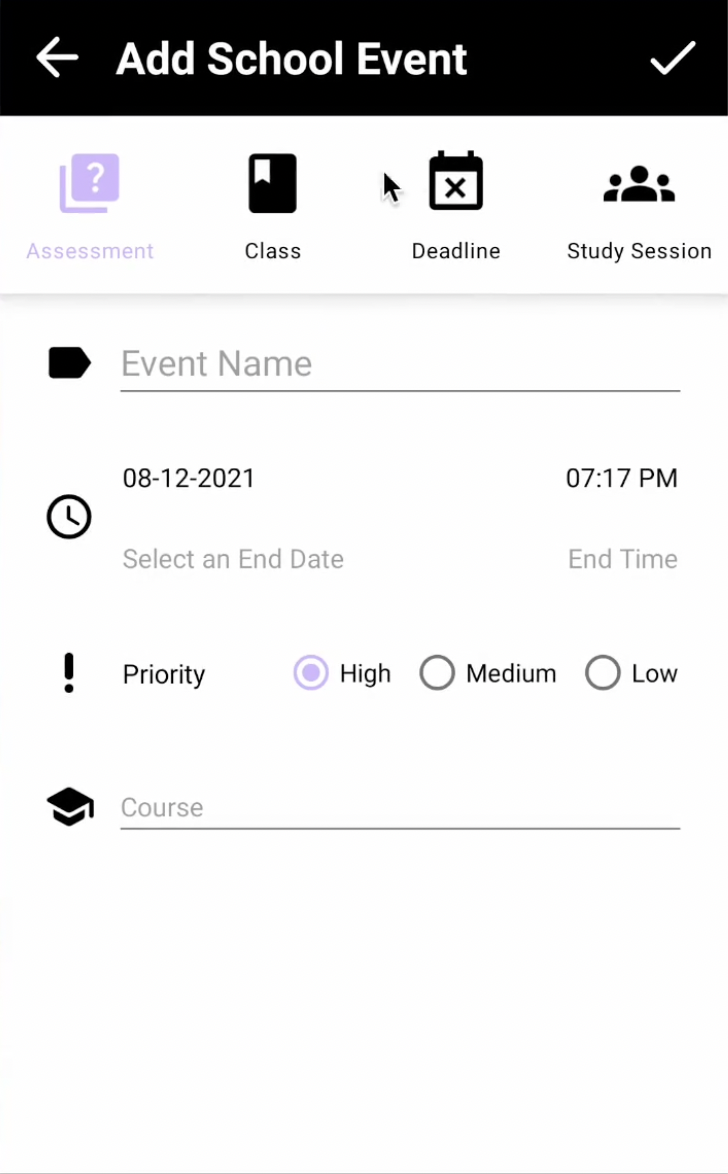 Add School Event
?
Assessment Class Deadline Study Session
Event Name
08-12-2021 07:17 PM
Select an End Date End Time
Priority High Medium Low
Course